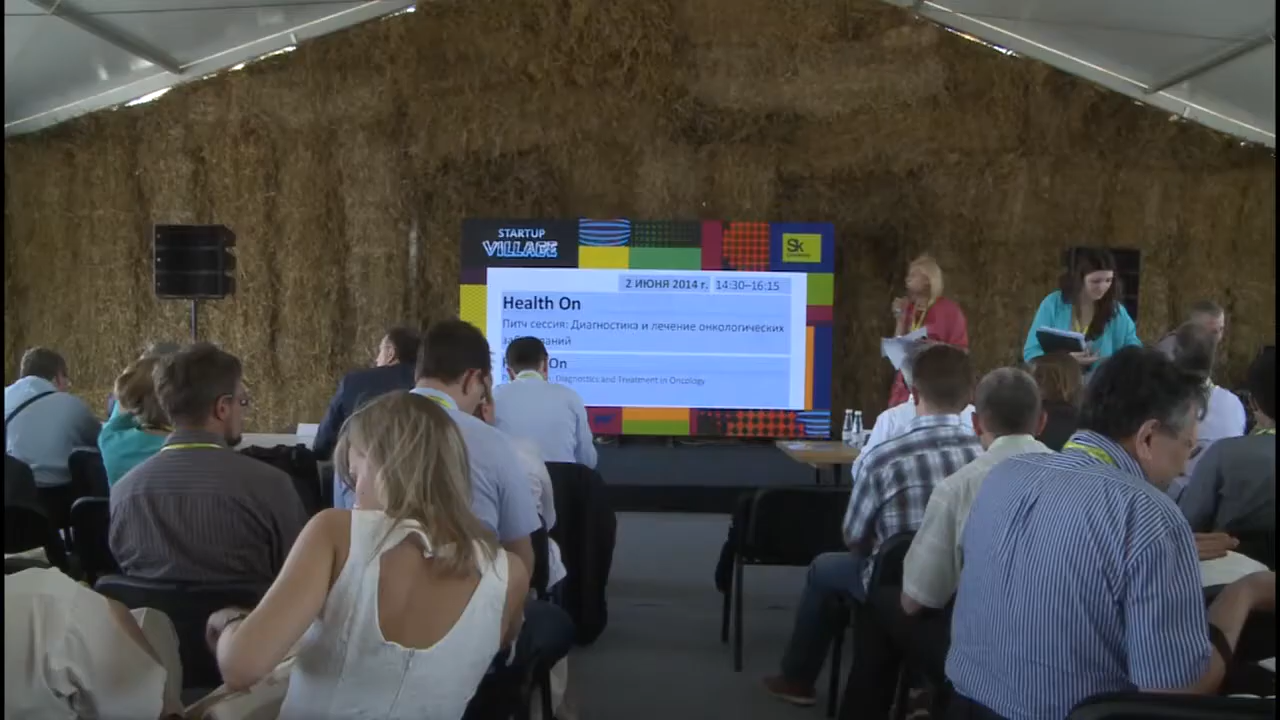 STARTUP
VILLAGE
Sk
2 ИЮНЯ 2014 г. 14:30–16:15
Health On
Питч сессия: Диагностика и лечение онкологических
On
Diagnostics and Treatment in Oncology